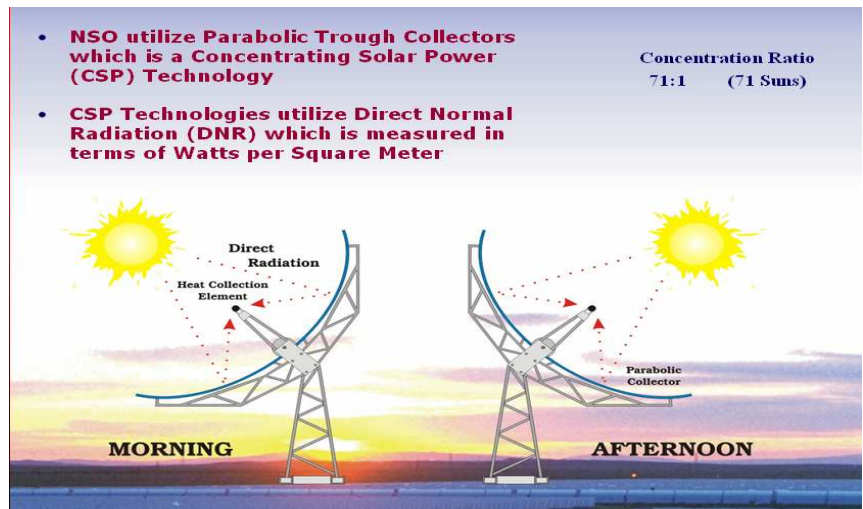 • NSO utilize Parabolic Trough Collectors
which is a Concentrating Solar Power
(CSP) Technology
• CSP Technologies utilize Direct Normal
Radiation (DNR) which is measured in
terms of Watts per Square Meter
Concentration Ratio
71:1 (71 Suns)
Direct
Radiation
Heat Collection
Element
Parabolic
Collector
MORNING
AFTERNOON